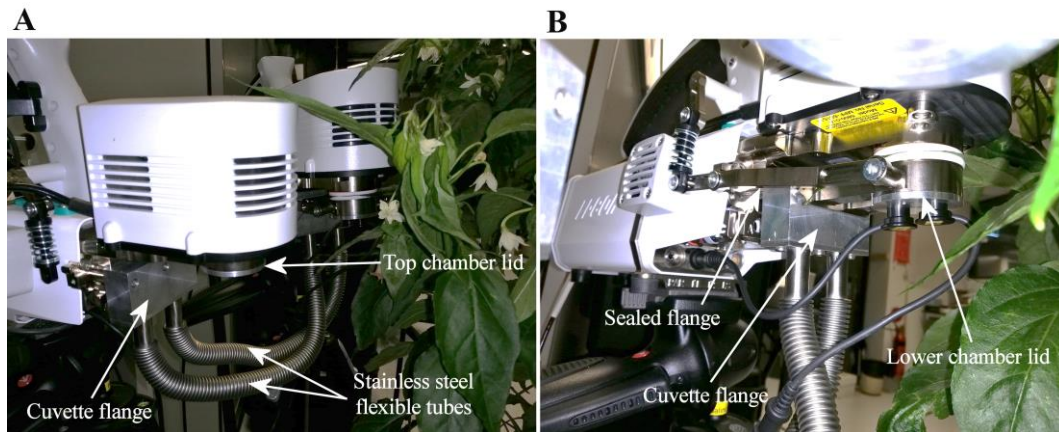 A
B
Top chamber lid
Stainless steel
flexible tubes
Cuvette flange
Sealed flange
Cuvette flange
Lower chamber lid